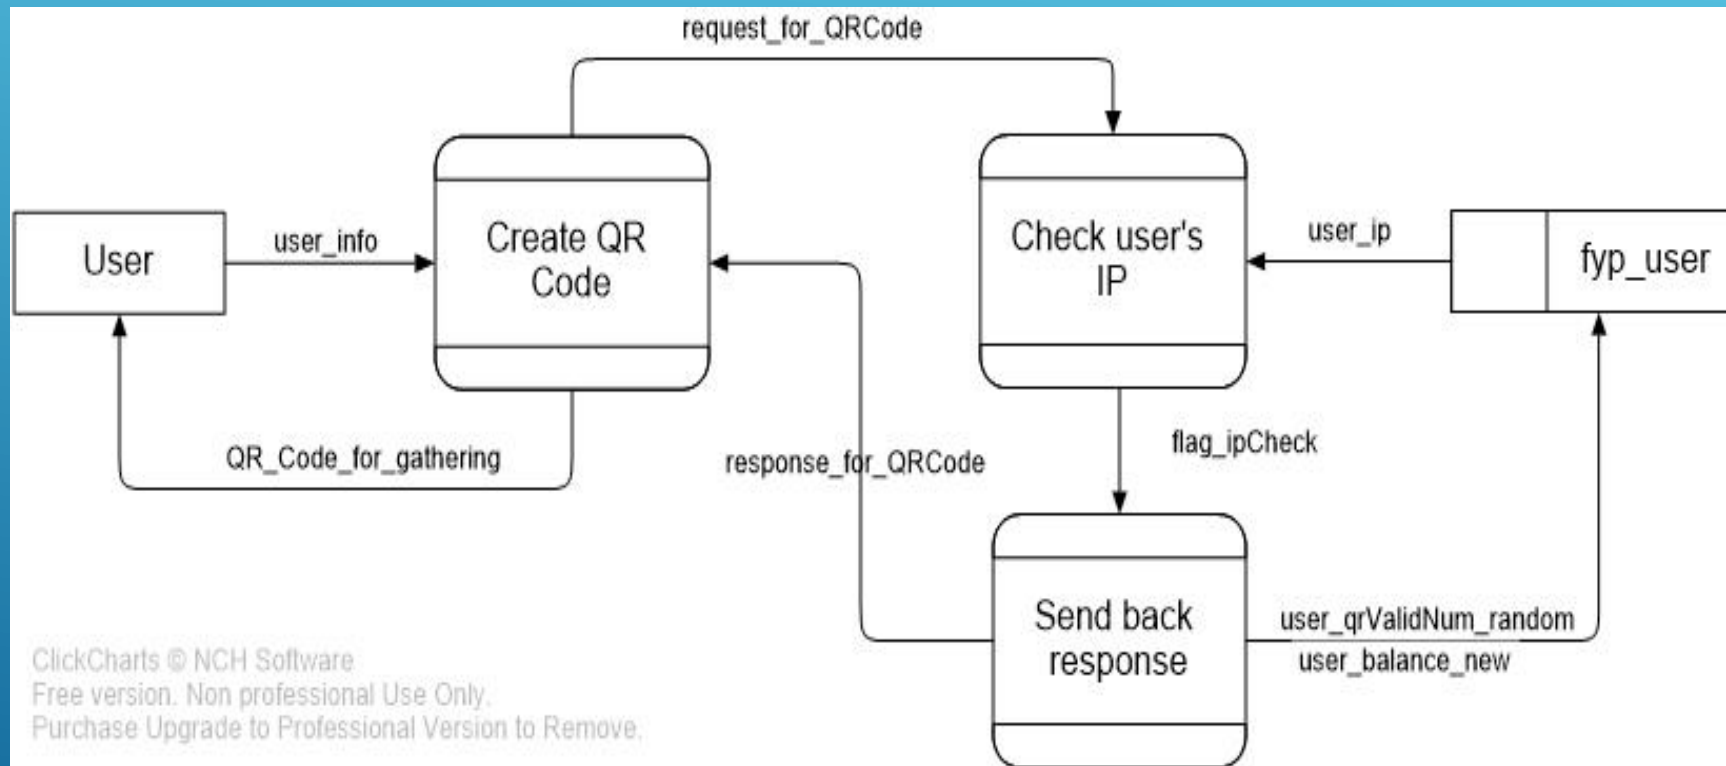 request_for_QRCode
User
user_info
Create QR
Code
Check user's
IP
user_ip
fyp_user
QR_Code_for_gathering
response_for_QRCode
flag_ipCheck
Send back
response
user_qrValidNum_random
user_balance_new
ClickCharts © NCH Software
Free version. Non professional Use Only.
Purchase Upgrade to Professional Version to Remove.